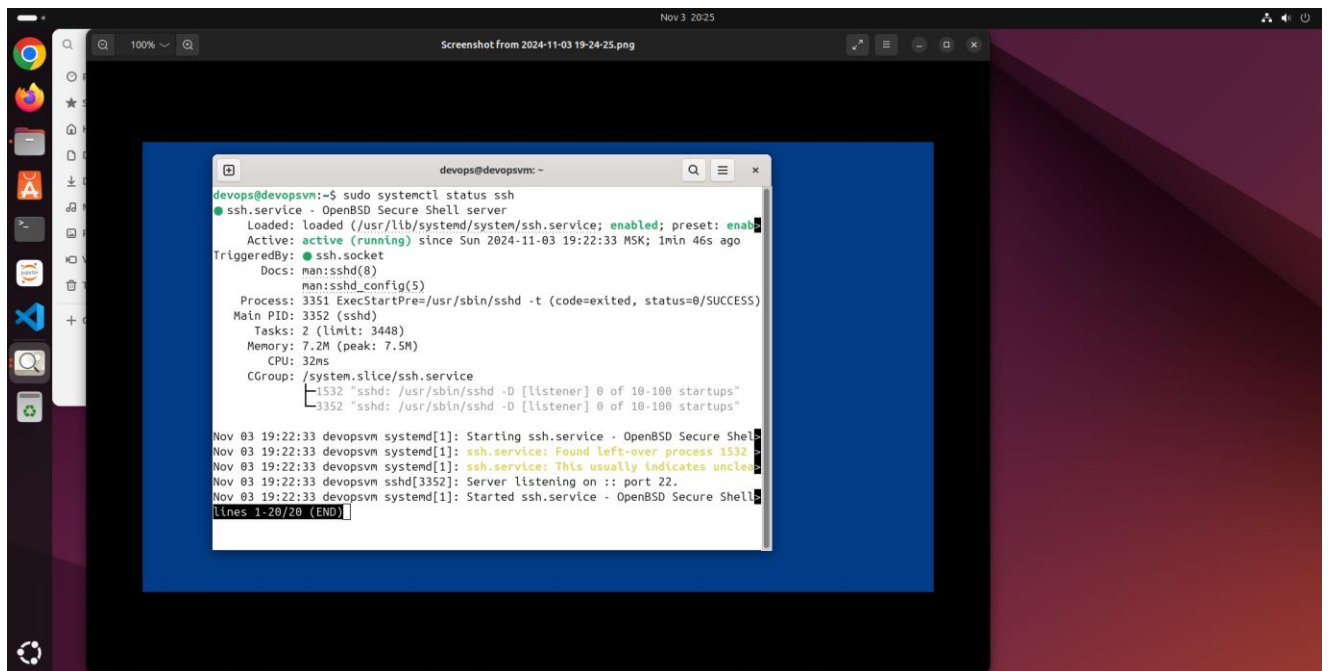 Nov 3 20:25
100%
Screenshot from 2024-11-03 19-24-25.png
devops@devopsvm: ~
devops@devopsvm:~$ sudo systemctl status ssh
ssh.service - OpenBSD Secure Shell server
Loaded: loaded (/usr/lib/systemd/system/ssh.service; enabled; preset: enab>
Active: active (running) since Sun 2024-11-03 19:22:33 MSK; 1min 46s ago
TriggeredBy: ● ssh.socket
Docs: man:sshd(8)
man:sshd_config(5)
Process: 3351 ExecStartPre=/usr/sbin/sshd -t (code=exited, status=0/SUCCESS)
Main PID: 3352 (sshd)
Tasks: 2 (limit: 3448)
Memory: 7.2M (peak: 7.5M)
CPU: 32ms
CGroup: /system.slice/ssh.service
├─1532 "sshd: /usr/sbin/sshd -D [listener] 0 of 10-100 startups"
└─3352 "sshd: /usr/sbin/sshd -D [listener] 0 of 10-100 startups"
Nov 03 19:22:33 devopsvm systemd[1]: Starting ssh.service - OpenBSD Secure Shel>
Nov 03 19:22:33 devopsvm systemd[1]: ssh.service: Found left-over process 1532 >
Nov 03 19:22:33 devopsvm systemd[1]: ssh.service: This usually indicates unclea>
Nov 03 19:22:33 devopsvm sshd[3352]: Server listening on :: port 22.
Nov 03 19:22:33 devopsvm systemd[1]: Started ssh.service - OpenBSD Secure Shell>
lines 1-20/20 (END)